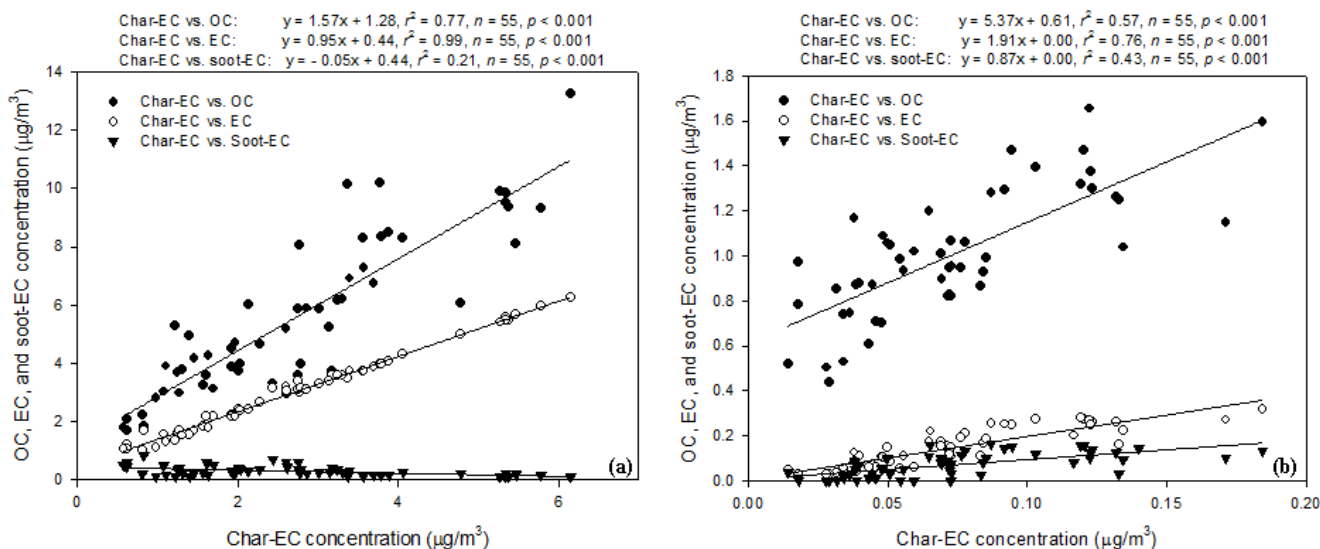 Char-EC vs. OC: y = 1.57x + 1.28, r² = 0.77, n = 55, p < 0.001
Char-EC vs. EC: y = 0.95x + 0.44, r² = 0.99, n = 55, p < 0.001
Char-EC vs. soot-EC: y = - 0.05x + 0.44, r² = 0.21, n = 55, p < 0.001
14
12
10
8
6
4
2
0
OC, EC, and soot-EC concentration (μg/m³)
Char-EC vs. OC
Char-EC vs. EC
Char-EC vs. Soot-EC
(a)
0 2 4 6 8
Char-EC concentration (μg/m³)
Char-EC vs. OC: y = 5.37x + 0.61, r² = 0.57, n = 55, p < 0.001
Char-EC vs. EC: y = 1.91x + 0.00, r² = 0.76, n = 55, p < 0.001
Char-EC vs. soot-EC: y = 0.87x + 0.00, r² = 0.43, n = 55, p < 0.001
1.8
1.6
1.4
1.2
1.0
0.8
0.6
0.4
0.2
0.0
OC, EC, and soot-EC concentration (μg/m³)
Char-EC vs. OC
Char-EC vs. EC
Char-EC vs. Soot-EC
(b)
0.00 0.05 0.10 0.15 0.20
Char-EC concentration (μg/m³)